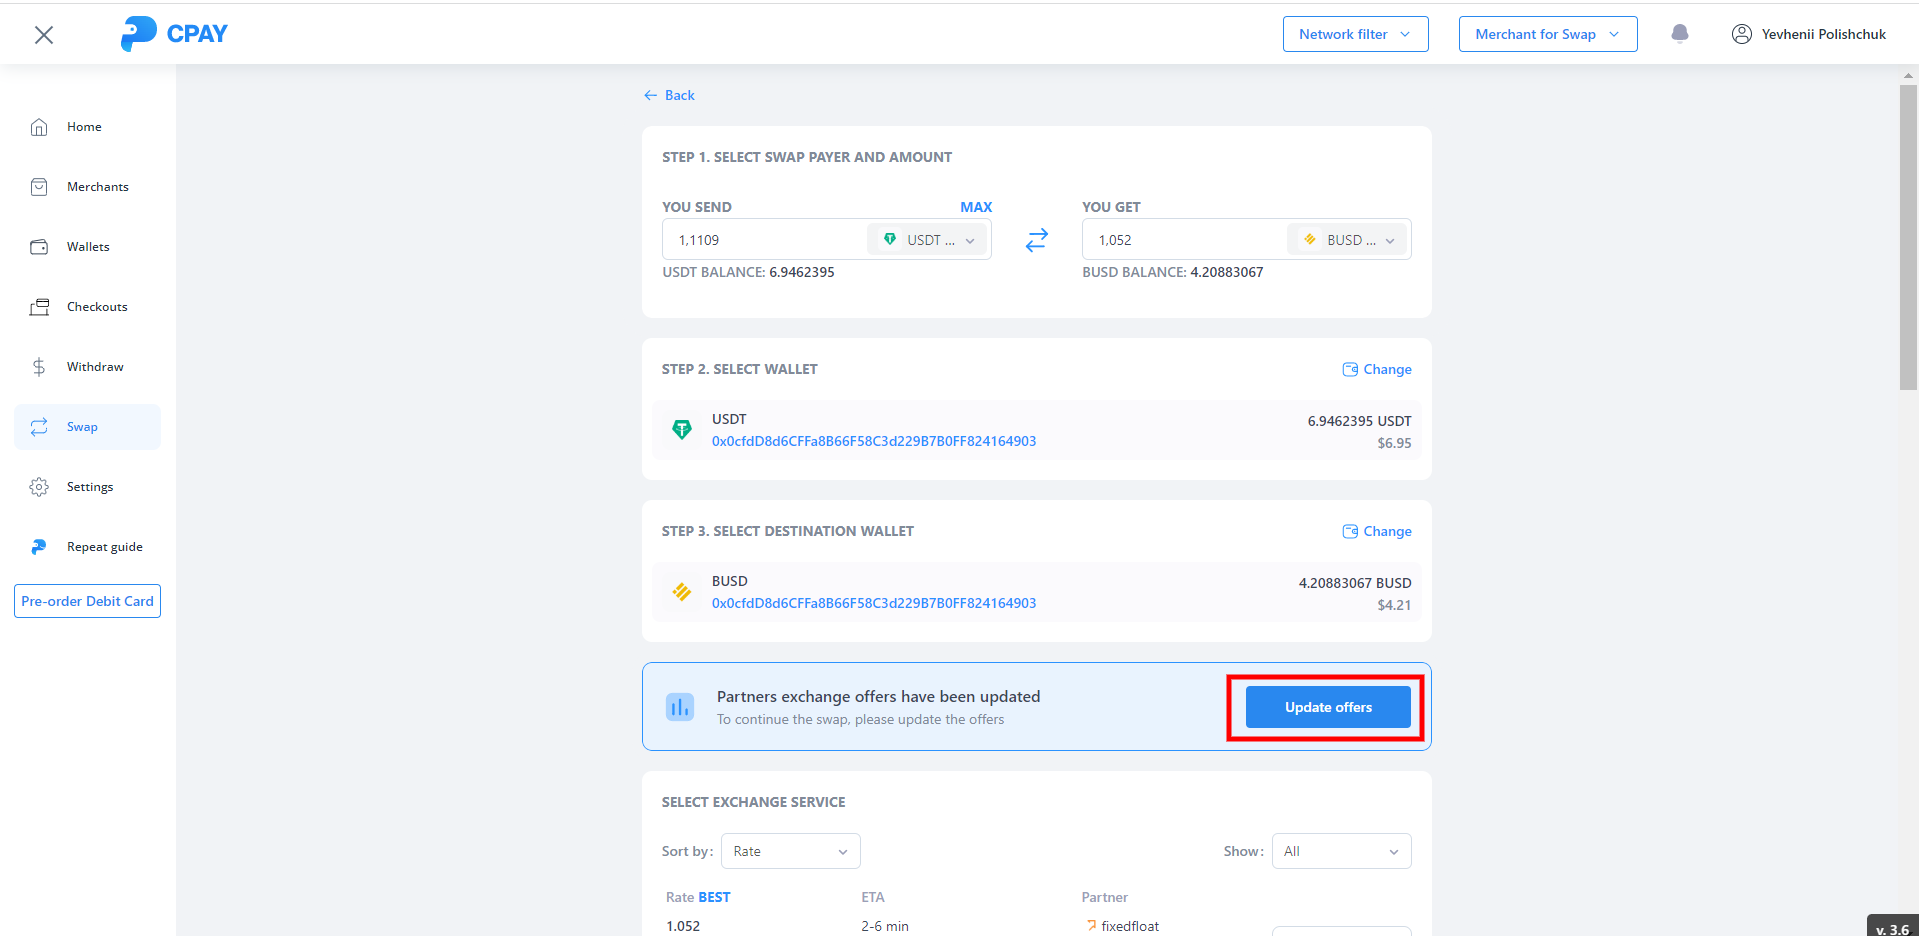 CPAY
Network filter
Merchant for Swap
Yevhenii Polishchuk
Home
Merchants
Wallets
Checkouts
Withdraw
Swap
Settings
Repeat guide
Pre-order Debit Card
Back
STEP 1. SELECT SWAP PAYER AND AMOUNT
YOU SEND MAX
1,1109 USDT ...
USDT BALANCE: 6.9462395
YOU GET
1,052 BUSD ...
BUSD BALANCE: 4.20883067
STEP 2. SELECT WALLET Change
USDT
0x0cfdD8d6CFFa8B66F58C3d229B7B0FF824164903
6.9462395 USDT
$6.95
STEP 3. SELECT DESTINATION WALLET Change
BUSD
0x0cfdD8d6CFFa8B66F58C3d229B7B0FF824164903
4.20883067 BUSD
$4.21
Partners exchange offers have been updated
To continue the swap, please update the offers
Update offers
SELECT EXCHANGE SERVICE
Sort by: Rate Show: All
Rate BEST ETA Partner
1.052 2-6 min fixedfloat
v. 3.6